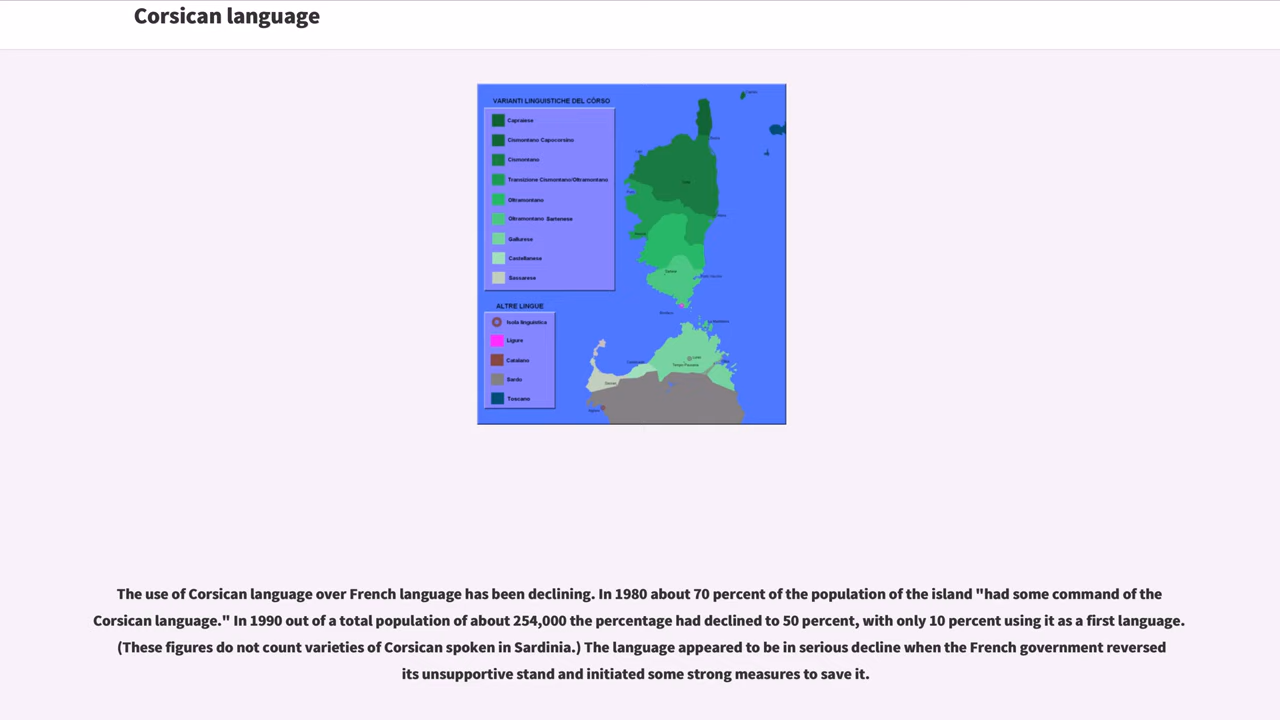 Corsican language
VARIANTI LINGUISTICHE DEL CÒRSO
Capraiese
Cismontano Capocorsino
Cismontano
Transizione Cismontano/Oltramontano
Oltramontano
Oltramontano Sartenese
Gallurese
Castellanese
Sassarese
ALTRE LINGUE
Isola linguistica
Ligure
Catalano
Sardo
Toscano
The use of Corsican language over French language has been declining. In 1980 about 70 percent of the population of the island "had some command of the
Corsican language." In 1990 out of a total population of about 254,000 the percentage had declined to 50 percent, with only 10 percent using it as a first language.
(These figures do not count varieties of Corsican spoken in Sardinia.) The language appeared to be in serious decline when the French government reversed
its unsupportive stand and initiated some strong measures to save it.